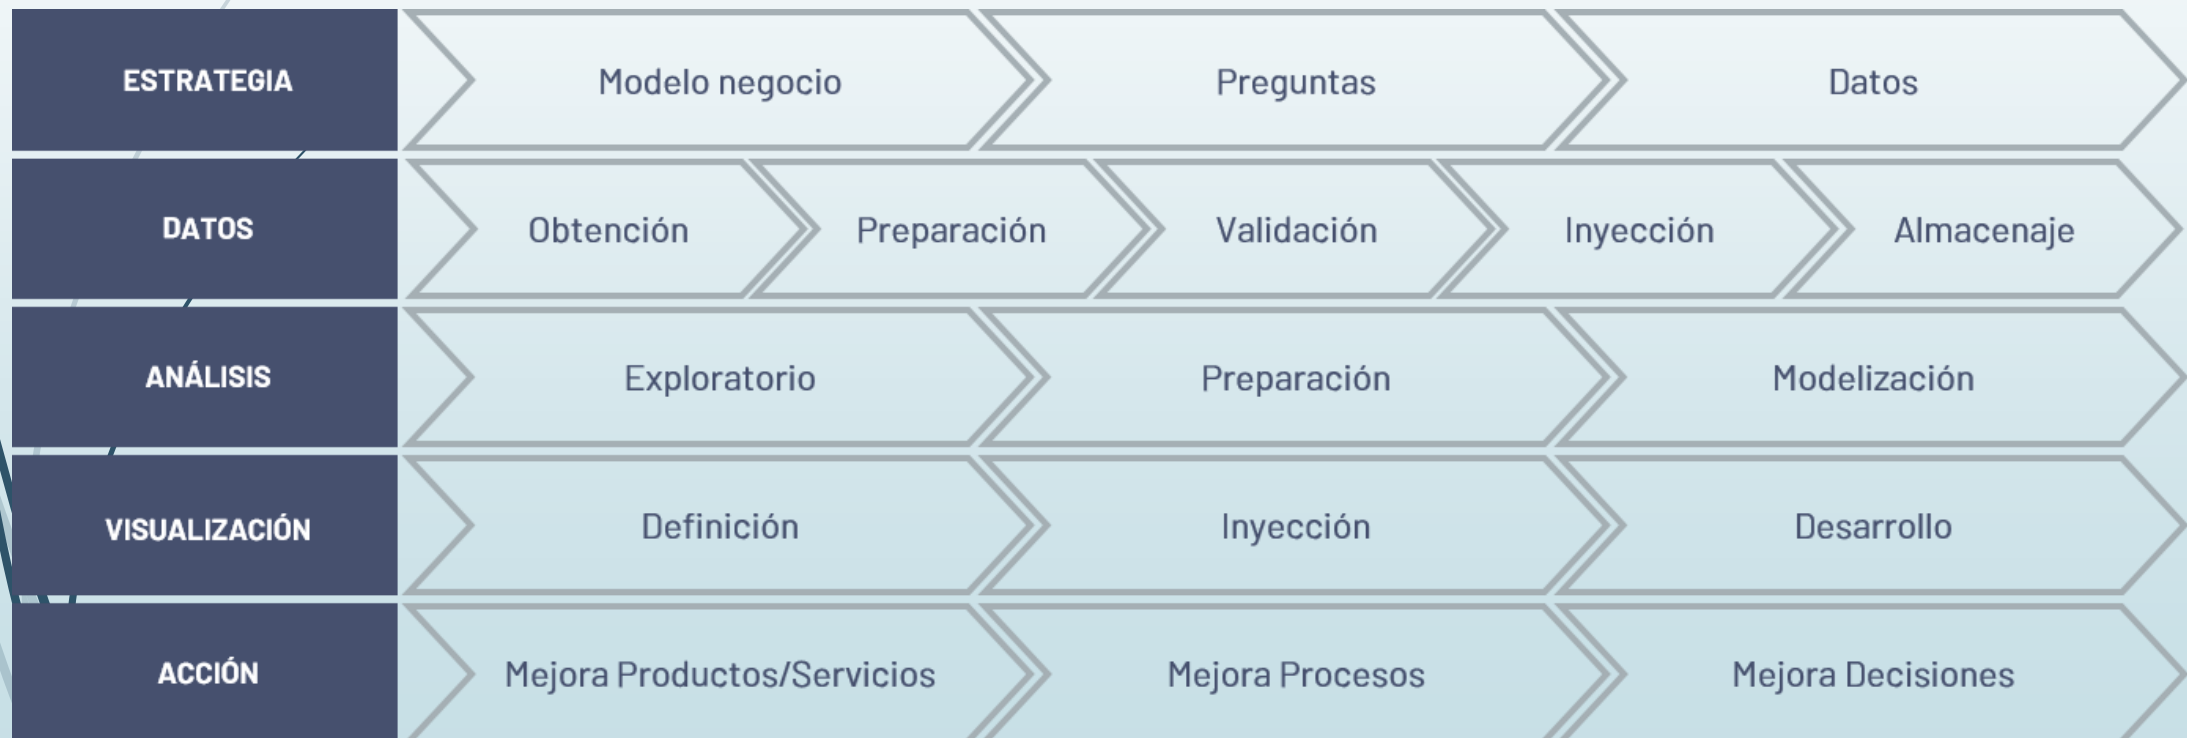 ESTRATEGIA
Modelo negocio
Preguntas
Datos
DATOS
Obtención
Preparación
Validación
Inyección
Almacenaje
ANÁLISIS
Exploratorio
Preparación
Modelización
VISUALIZACIÓN
Definición
Inyección
Desarrollo
ACCIÓN
Mejora Productos/Servicios
Mejora Procesos
Mejora Decisiones